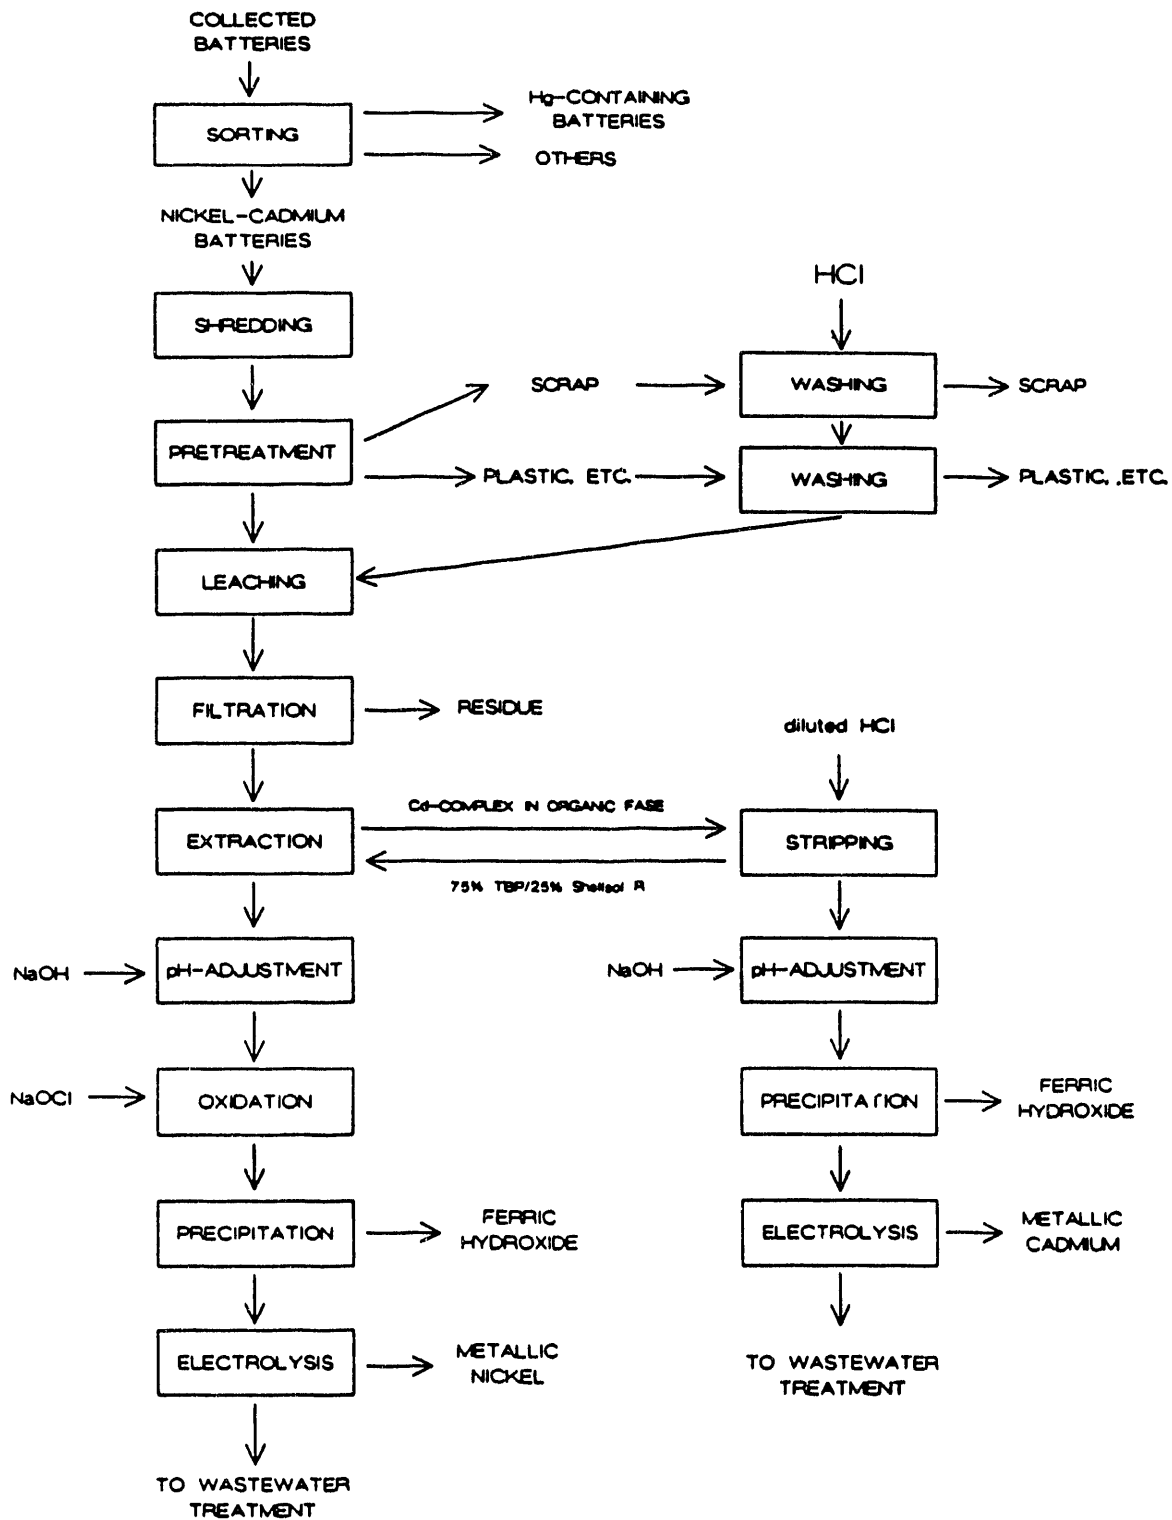 COLLECTED
BATTERIES
SORTING
Hg-CONTAINING
BATTERIES
OTHERS
NICKEL-CADMIUM
BATTERIES
SHREDDING
HCl
SCRAP
WASHING
SCRAP
PRETREATMENT
PLASTIC, ETC.
WASHING
PLASTIC, .ETC.
LEACHING
FILTRATION
RESIDUE
diluted HCl
Cd-COMPLEX IN ORGANIC FASE
EXTRACTION
STRIPPING
75% TBP/25% Shellsol R
NaOH
pH-ADJUSTMENT
NaOH
pH-ADJUSTMENT
NaOCl
OXIDATION
PRECIPITATION
FERRIC
HYDROXIDE
PRECIPITATION
FERRIC
HYDROXIDE
ELECTROLYSIS
METALLIC
CADMIUM
ELECTROLYSIS
METALLIC
NICKEL
TO WASTEWATER
TREATMENT
TO WASTEWATER
TREATMENT